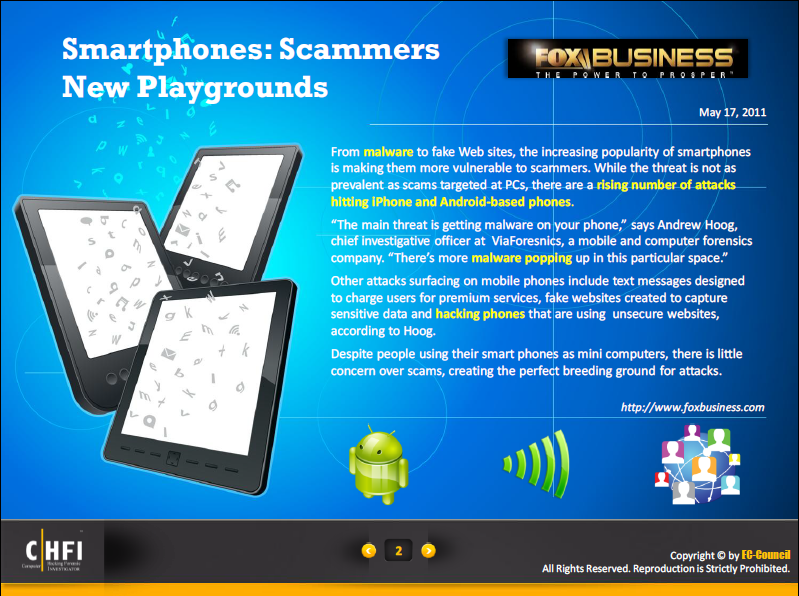 Smartphones: Scammers
New Playgrounds
FOX BUSINESS
THE POWER TO PROSPER™
May 17, 2011
From malware to fake Web sites, the increasing popularity of smartphones
is making them more vulnerable to scammers. While the threat is not as
prevalent as scams targeted at PCs, there are a rising number of attacks
hitting iPhone and Android-based phones.
“The main threat is getting malware on your phone,” says Andrew Hoog,
chief investigative officer at ViaForesnics, a mobile and computer forensics
company. “There’s more malware popping up in this particular space.”
Other attacks surfacing on mobile phones include text messages designed
to charge users for premium services, fake websites created to capture
sensitive data and hacking phones that are using unsecure websites,
according to Hoog.
Despite people using their smart phones as mini computers, there is little
concern over scams, creating the perfect breeding ground for attacks.
http://www.foxbusiness.com
CHFI
Computer Hacking Forensic
INVESTIGATOR
2
Copyright © by EC-Council
All Rights Reserved. Reproduction is Strictly Prohibited.